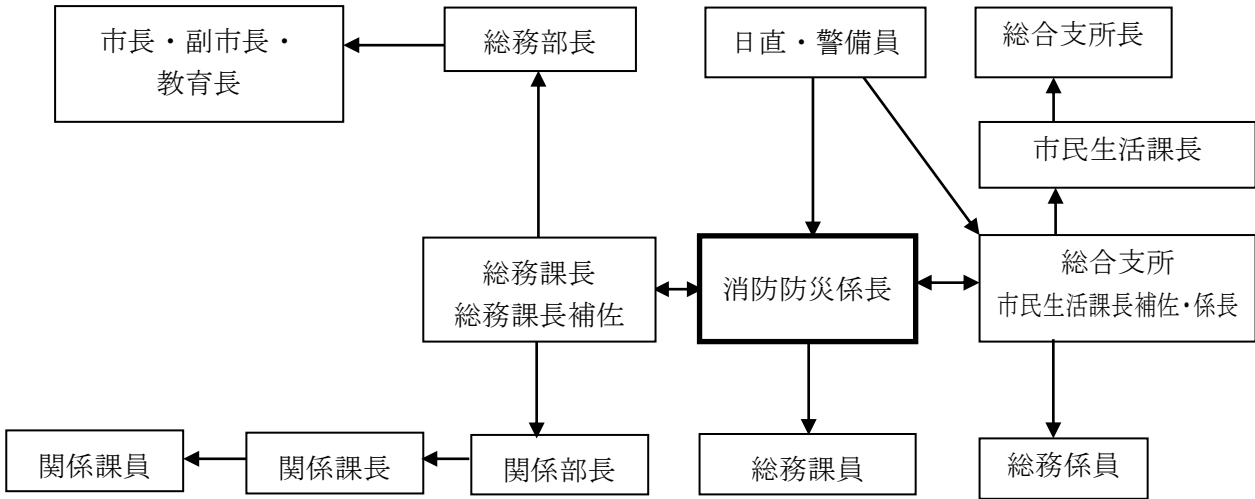 市長・副市長・
教育長
総務部長
日直・警備員
総合支所長
市民生活課長
総務課長
総務課長補佐
消防防災係長
総合支所
市民生活課長補佐・係長
関係課員
関係課長
関係部長
総務課員
総務係員